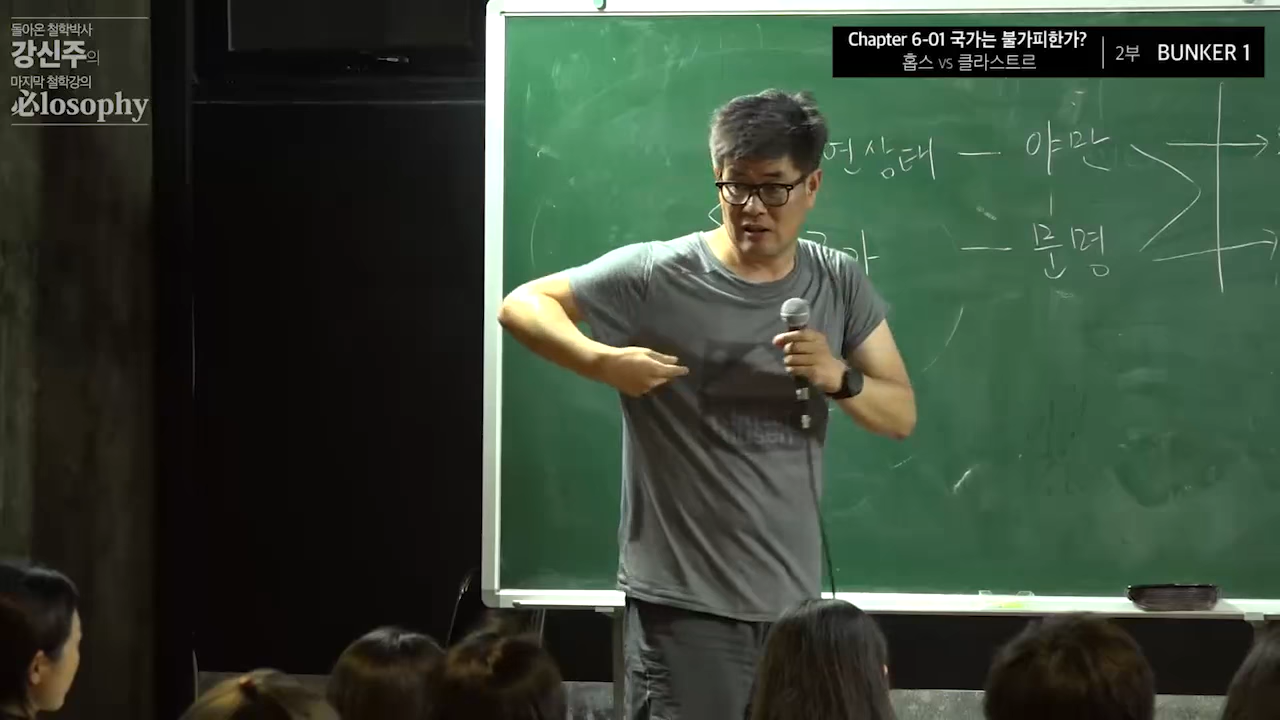 돌아온 철학박사
강신주의
마지막 철학강의
必losophy
Chapter 6-01 국가는 불가피한가?
홉스 vs 클라스트르
2부
BUNKER 1
연상태 — 야만
— 문명